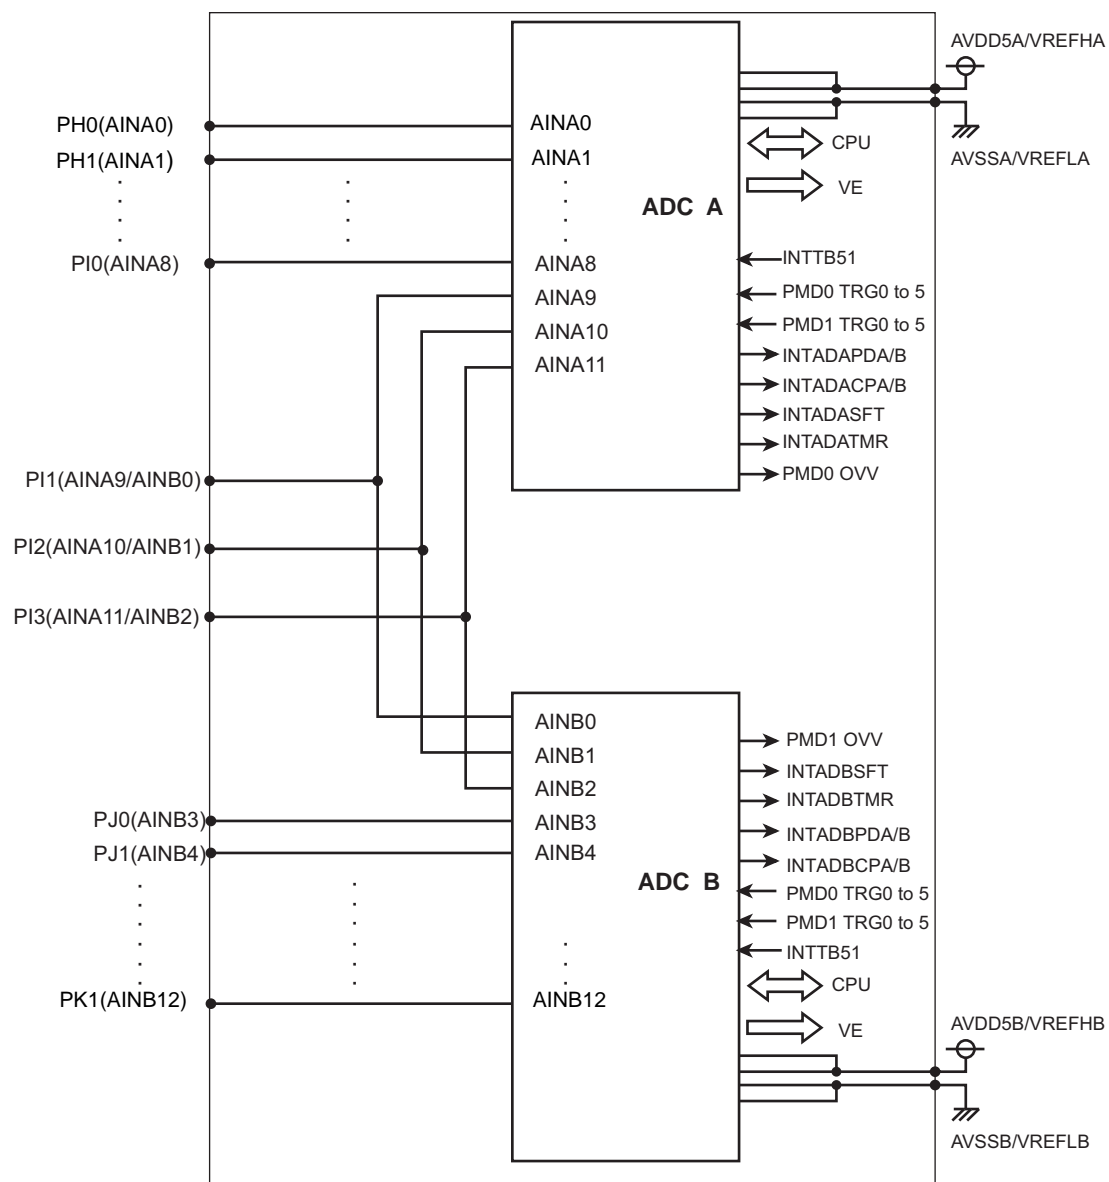 AVDD5A/VREFHA
PH0(AINA0)
AINA0
CPU
PH1(AINA1)
AINA1
AVSSA/VREFLA
VE
ADC A
PI0(AINA8)
AINA8
INTTB51
AINA9
PMD0 TRG0 to 5
AINA10
PMD1 TRG0 to 5
AINA11
INTADAPDA/B
INTADACPA/B
INTADASFT
INTADATMR
PMD0 OVV
PI1(AINA9/AINB0)
PI2(AINA10/AINB1)
PI3(AINA11/AINB2)
AINB0
PMD1 OVV
AINB1
INTADBSFT
AINB2
INTADBTMR
PJ0(AINB3)
AINB3
INTADBPDA/B
PJ1(AINB4)
AINB4
INTADBCPA/B
ADC B
PMD0 TRG0 to 5
PMD1 TRG0 to 5
INTTB51
CPU
PK1(AINB12)
AINB12
VE
AVDD5B/VREFHB
AVSSB/VREFLB